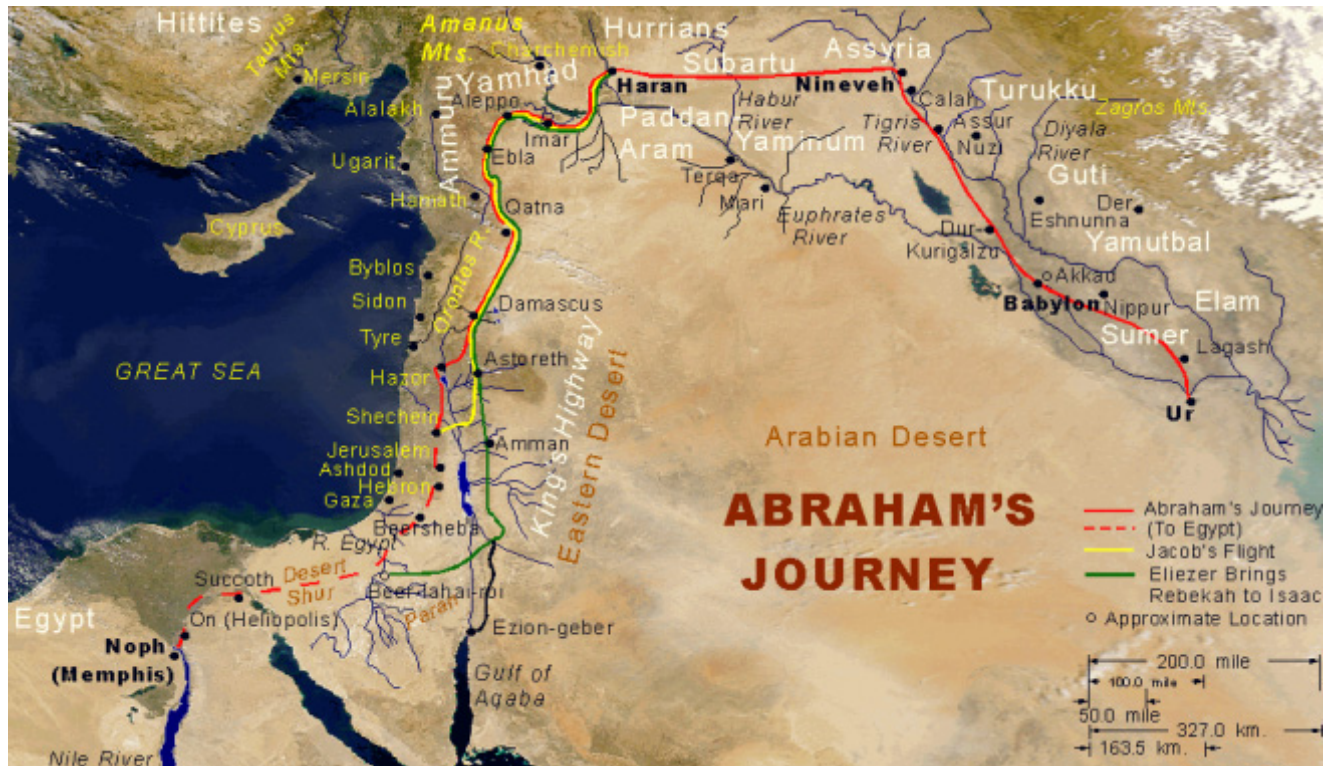 Hittites
Taurus
Mts.
Mersin
Amanus
Mts.
Charchemish
Hurrians
Subartu
Assyria
Yamhad
Haran
Nineveh
Calah
Turukku
Zagros Mts.
Alalakh
Aleppo
Imar
Paddan
Aram
Habur
River
Tigris
River
Assur
Nuzi
Diyala
River
Ammuru
Ebla
Yaminum
Guti
Ugarit
Terqa
Mari
Hamath
Qatna
Euphrates
River
Der
Eshnunna
Cyprus
Dur-
Kurigalzu
Yamutbal
Byblos
Orontes R.
Akkad
Babylon
Nippur
Elam
Sidon
Damascus
Sumer
Tyre
Lagash
GREAT SEA
Hazor
Astoreth
Ur
King's Highway
Eastern Desert
Shechem
Amman
Arabian Desert
Jerusalem
Ashdod
Hebron
Gaza
Beersheba
R. Egypt
ABRAHAM'S
JOURNEY
Abraham's Journey
(To Egypt)
Jacob's Flight
Eliezer Brings
Rebekah to Isaac
Approximate Location
Succoth
Desert
Shur
Beer-lahai-roi
Paran
Egypt
On (Heliopolis)
Ezion-geber
Noph
(Memphis)
Gulf of
Aqaba
Nile River
200.0 mile
100.0 mile
50.0 mile
327.0 km.
163.5 km.